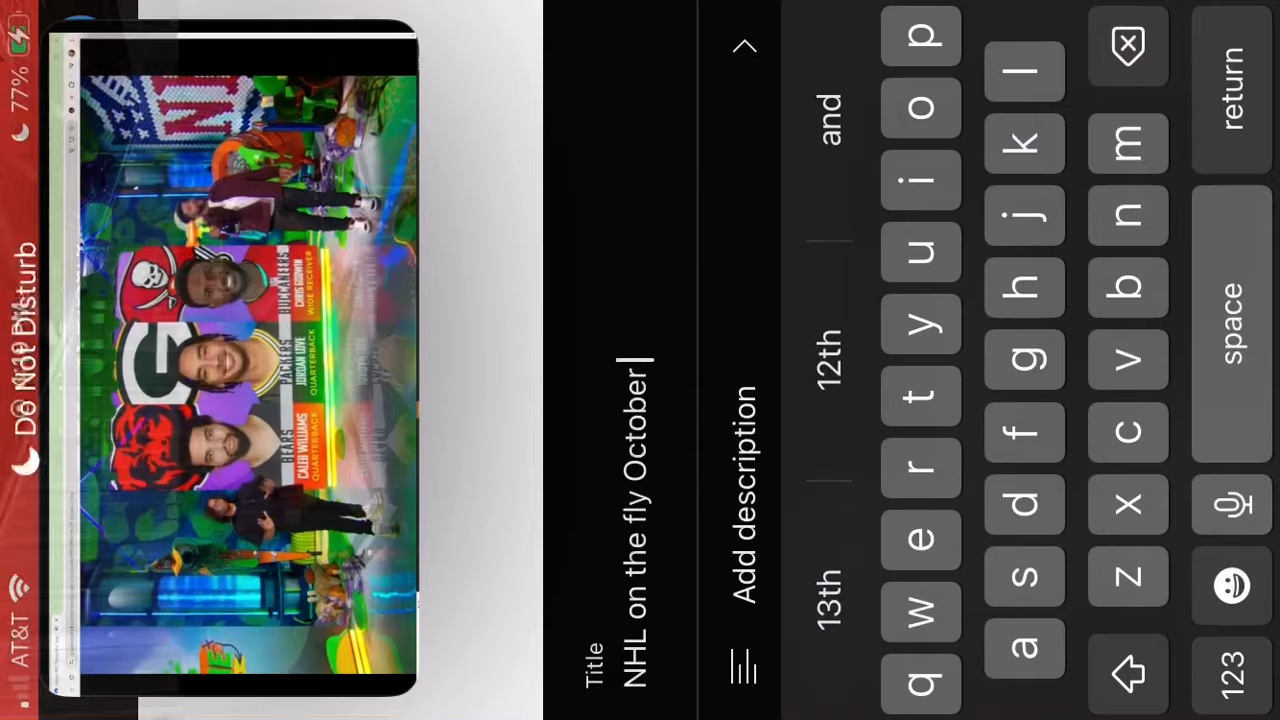 AT&T
Do Not Disturb
77%
BEARS
CALEB WILLIAMS
QUARTERBACK
PACKERS
JORDAN LOVE
QUARTERBACK
BUCCANEERS
CHRIS GODWIN
WIDE RECEIVER
Title
NHL on the fly October
Add description
13th
12th
and
q w e r t y u i o p
a s d f g h j k l
z x c v b n m
123
space
return